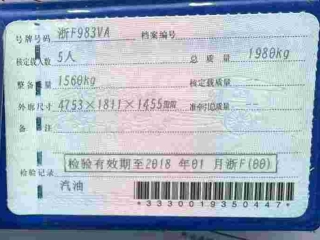 号牌号码 浙F983VA 档案编号
核定载人数 5人 总质量 1980kg
整备质量 1560kg 核定载质量
外廓尺寸 4753×1811×1455 准牵引总质量
备注
检验记录 检验有效期至2018 年01 月浙F(00)
汽油
*3330019350447*